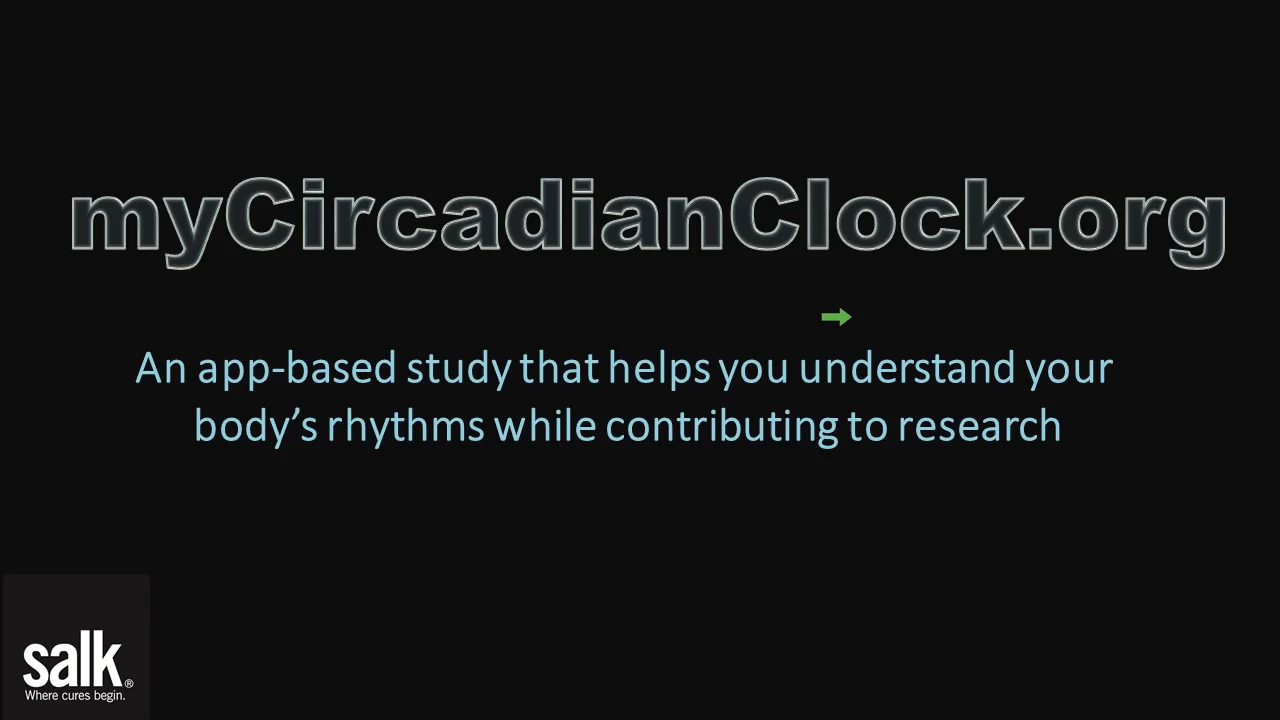 myCircadianClock.org
An app-based study that helps you understand your
body’s rhythms while contributing to research
salk®
Where cures begin.